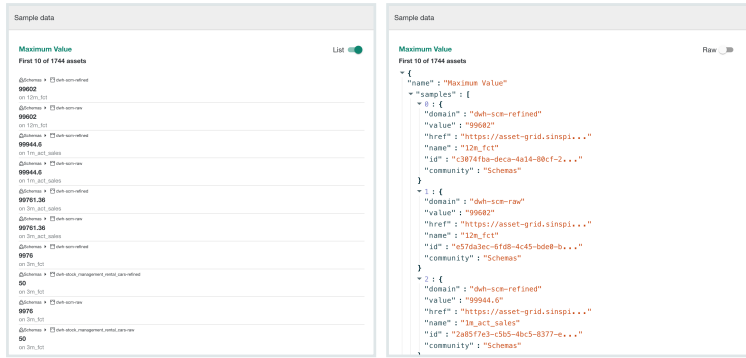 Sample data
Maximum Value
List
First 10 of 1744 assets
Schemas dwh-scm-refined
99602
on 12m_fct
Schemas dwh-scm-raw
99602
on 12m_fct
Schemas dwh-scm-refined
99944.6
on 1m_act_sales
Schemas dwh-scm-raw
99944.6
on 1m_act_sales
Schemas dwh-scm-refined
99761.36
on 3m_act_sales
Schemas dwh-scm-raw
99761.36
on 3m_act_sales
Schemas dwh-scm-refined
9976
on 3m_fct
Schemas dwh-stock_management_rental_care-refined
50
on 3m_fct
Schemas dwh-scm-raw
9976
on 3m_fct
Schemas dwh-stock_management_rental_care-raw
50
on 3m_fct
Sample data
Maximum Value
Raw
First 10 of 1744 assets
{
"name" : "Maximum Value"
"samples" : [
0 : {
"domain" : "dwh-scm-refined"
"value" : "99602"
"href" : "https://asset-grid.sinspi..."
"name" : "12m_fct"
"id" : "c3074fba-deca-4a14-80cf-2..."
"community" : "Schemas"
}
1 : {
"domain" : "dwh-scm-raw"
"value" : "99602"
"href" : "https://asset-grid.sinspi..."
"name" : "12m_fct"
"id" : "e57da3ec-6fd8-4c45-bde0-b..."
"community" : "Schemas"
}
2 : {
"domain" : "dwh-scm-refined"
"value" : "99944.6"
"href" : "https://asset-grid.sinspi..."
"name" : "1m_act_sales"
"id" : "2a85f7e3-c5b5-4bc5-8377-e..."
"community" : "Schemas"
}